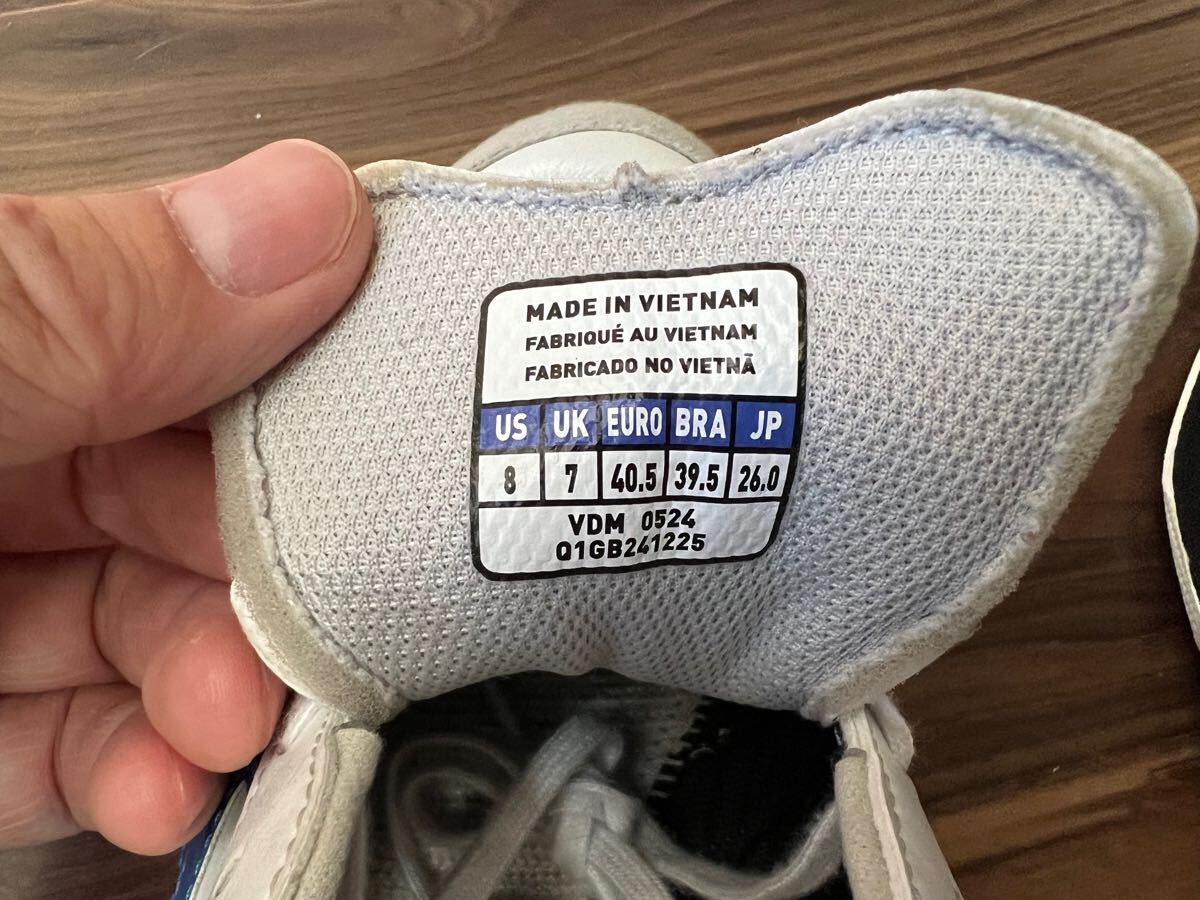 MADE IN VIETNAM
FABRIQUÉ AU VIETNAM
FABRICADO NO VIETNÃ
US UK EURO BRA JP
8 7 40.5 39.5 26.0
VDM 0524
Q1GB241225